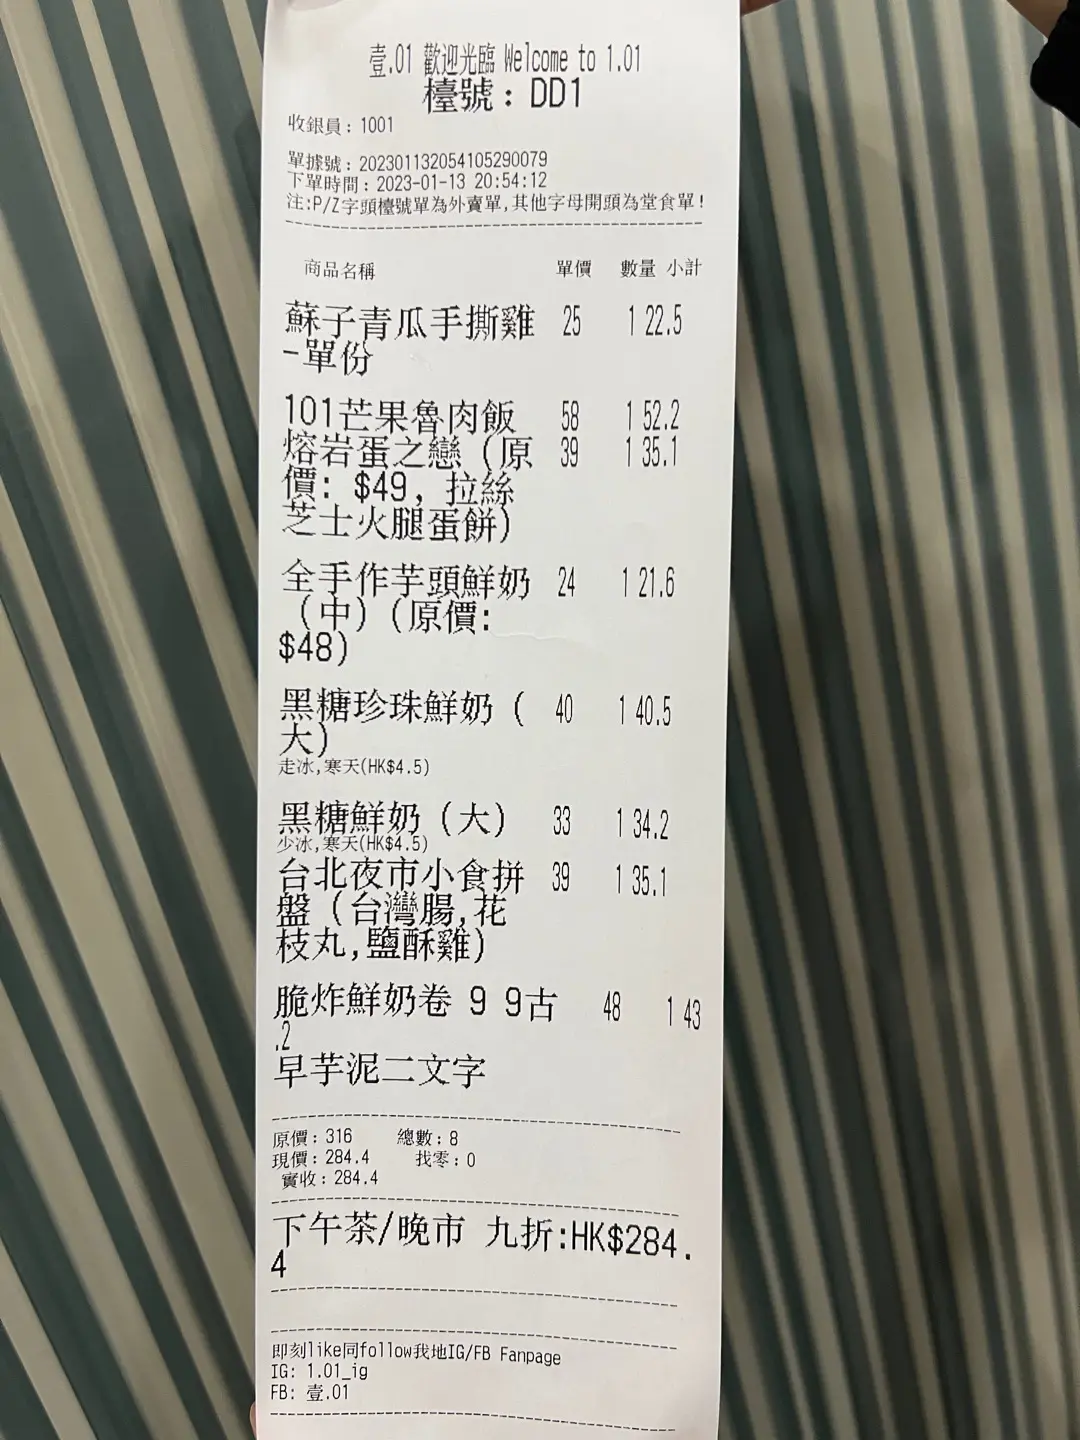 壹.01 歡迎光臨 Welcome to 1.01
檯號：DD1
收銀員：1001
單據號：202301132054105290079
下單時間：2023-01-13 20:54:12
注:P/Z字頭檯號單為外賣單,其他字母開頭為堂食單!
商品名稱 單價 數量 小計
蘇子青瓜手撕雞 25 1 22.5
-單份
101芒果魯肉飯 58 1 52.2
熔岩蛋之戀（原 39 1 35.1
價：$49，拉絲
芝士火腿蛋餅）
全手作芋頭鮮奶 24 1 21.6
（中）（原價：
$48）
黑糖珍珠鮮奶（ 40 1 40.5
大）
走冰,寒天(HK$4.5)
黑糖鮮奶（大） 33 1 34.2
少冰,寒天(HK$4.5)
台北夜市小食拼 39 1 35.1
盤（台灣腸,花
枝丸,鹽酥雞）
脆炸鮮奶卷 9 9古 48 1 43
.2
早芋泥二文字
原價：316 總數：8
現價：284.4 找零：0
實收：284.4
下午茶/晚市 九折:HK$284.
4
即刻like同follow我地IG/FB Fanpage
IG: 1.01_ig
FB: 壹.01